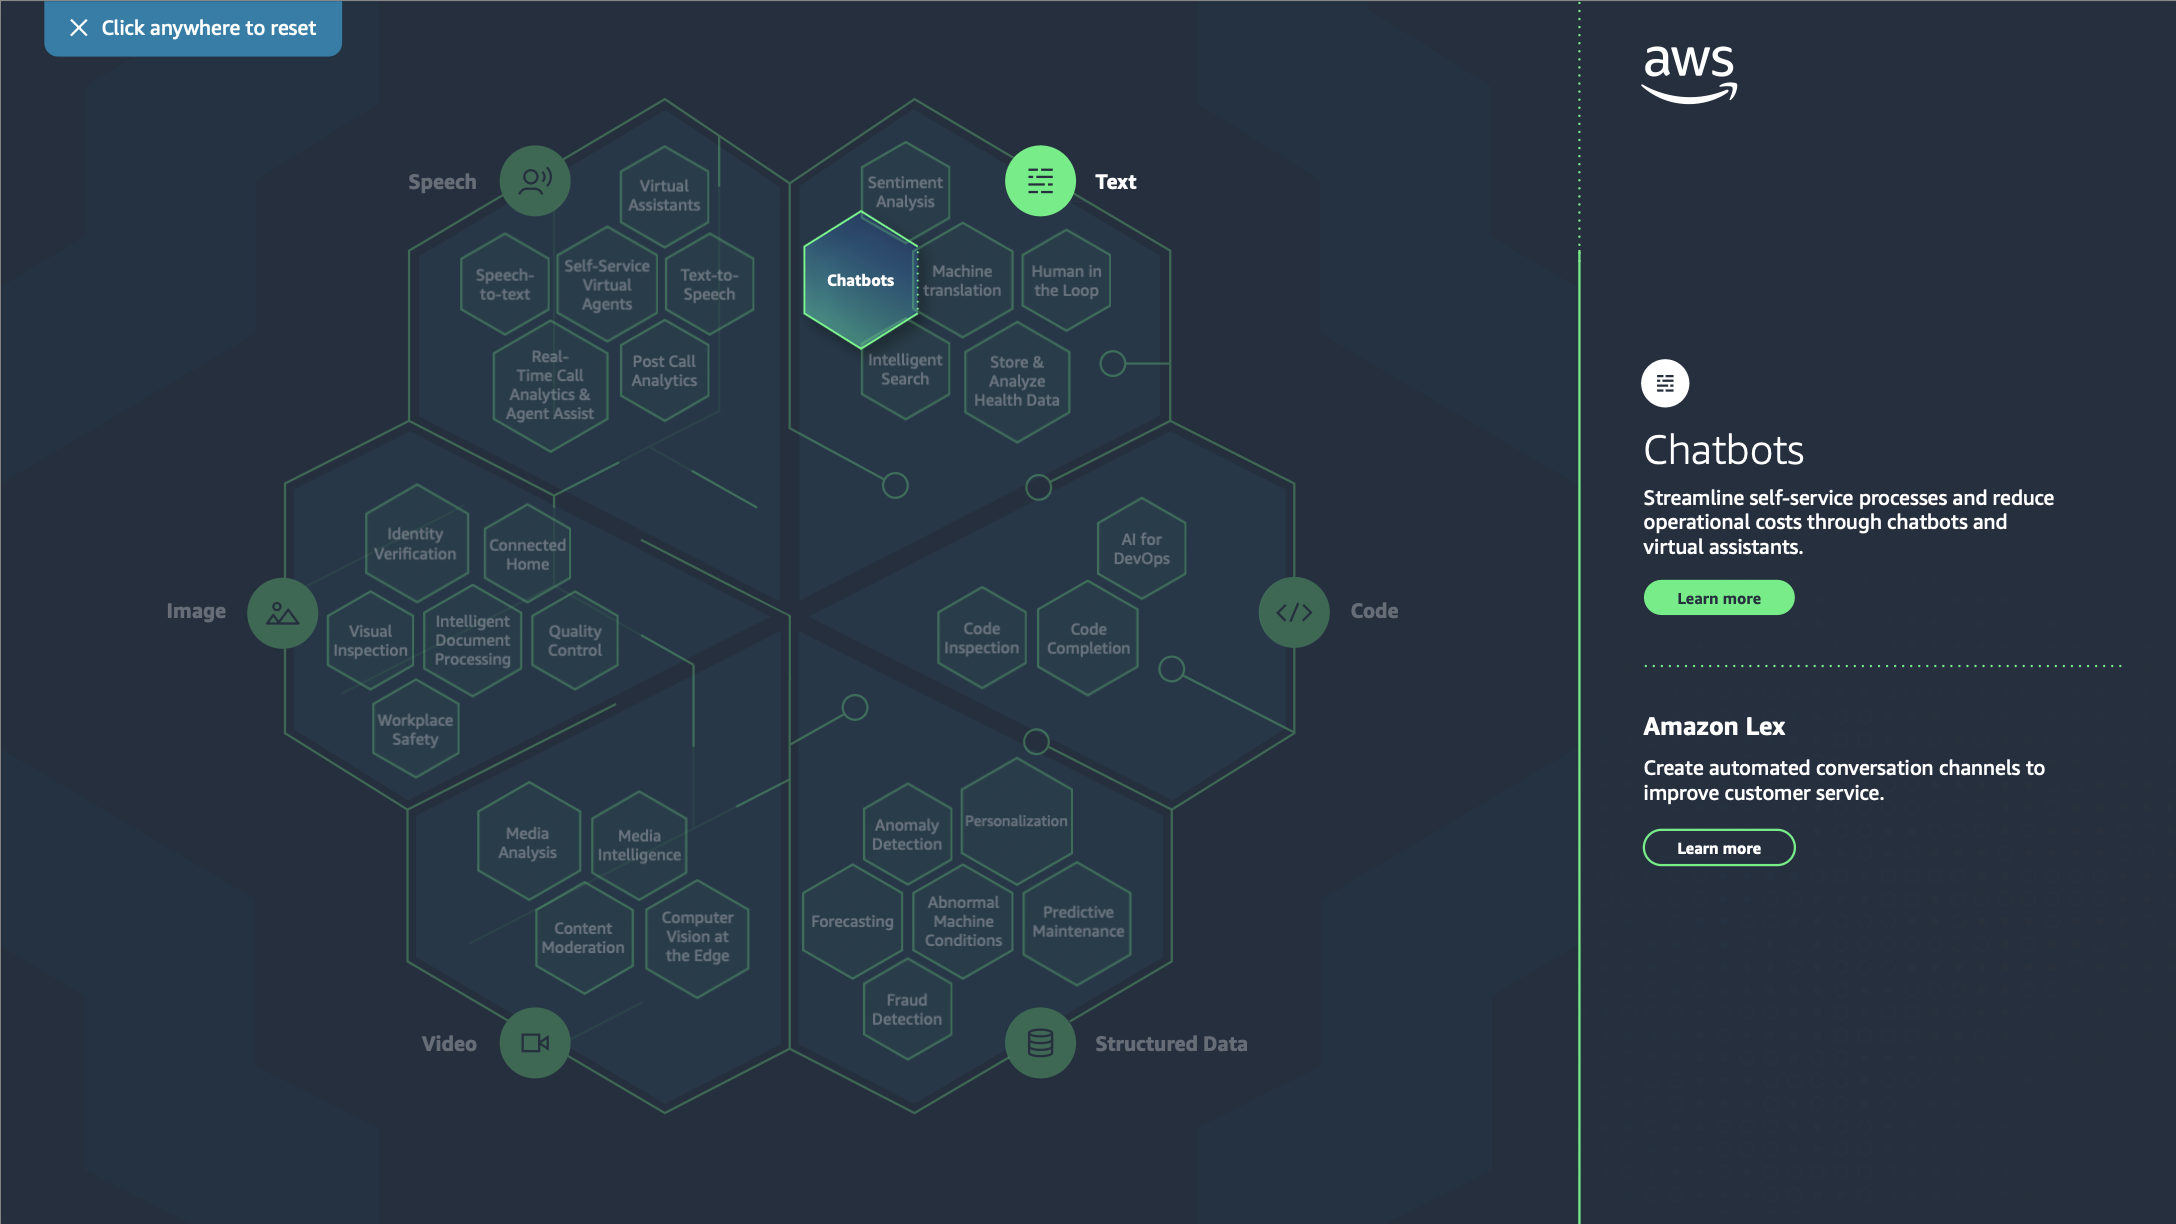 Click anywhere to reset
aws
Speech
Virtual
Assistants
Speech-
to-text
Self-Service
Virtual
Agents
Text-to-
Speech
Real-
Time Call
Analytics &
Agent Assist
Post Call
Analytics
Text
Sentiment
Analysis
Chatbots
Machine
translation
Human in
the Loop
Intelligent
Search
Store &
Analyze
Health Data
Image
Identity
Verification
Connected
Home
Visual
Inspection
Intelligent
Document
Processing
Quality
Control
Workplace
Safety
Code
AI for
DevOps
Code
Inspection
Code
Completion
Video
Media
Analysis
Media
Intelligence
Content
Moderation
Computer
Vision at
the Edge
Structured Data
Anomaly
Detection
Personalization
Forecasting
Abnormal
Machine
Conditions
Predictive
Maintenance
Fraud
Detection
Chatbots
Streamline self-service processes and reduce
operational costs through chatbots and
virtual assistants.
Learn more
Amazon Lex
Create automated conversation channels to
improve customer service.
Learn more